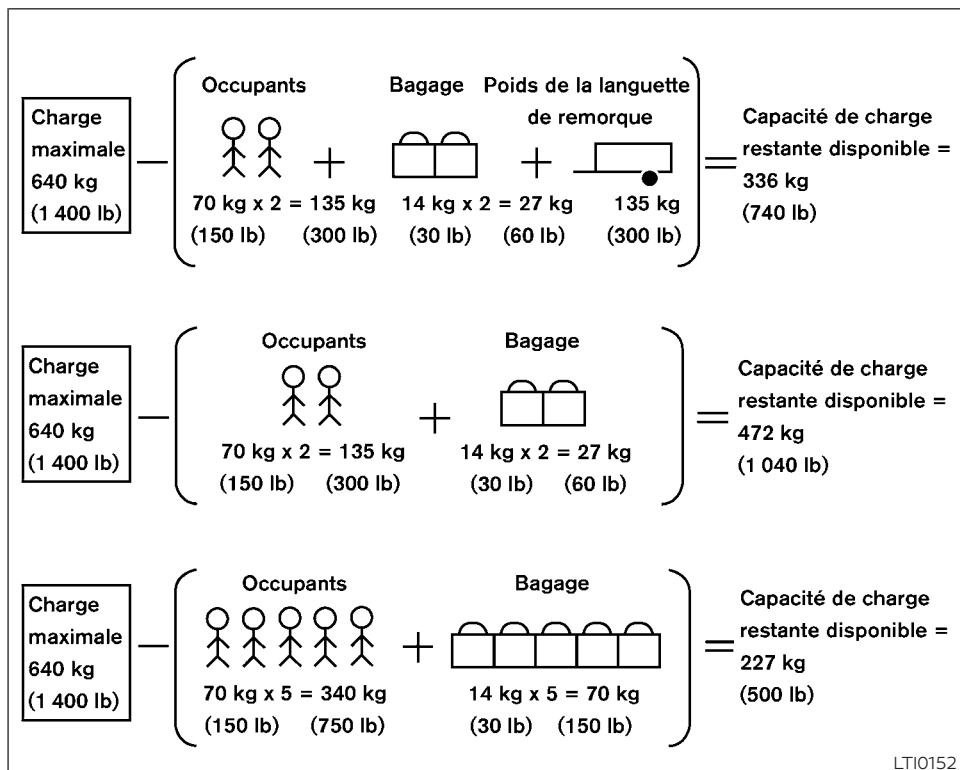 Charge
maximale
640 kg
(1 400 lb)
Occupants
70 kg x 2 = 135 kg
(150 lb) (300 lb)
Bagage
14 kg x 2 = 27 kg
(30 lb) (60 lb)
Poids de la languette
de remorque
135 kg
(300 lb)
Capacité de charge
restante disponible =
336 kg
(740 lb)
Charge
maximale
640 kg
(1 400 lb)
Occupants
70 kg x 2 = 135 kg
(150 lb) (300 lb)
Bagage
14 kg x 2 = 27 kg
(30 lb) (60 lb)
Capacité de charge
restante disponible =
472 kg
(1 040 lb)
Charge
maximale
640 kg
(1 400 lb)
Occupants
70 kg x 5 = 340 kg
(150 lb) (750 lb)
Bagage
14 kg x 5 = 70 kg
(30 lb) (150 lb)
Capacité de charge
restante disponible =
227 kg
(500 lb)
LTI0152